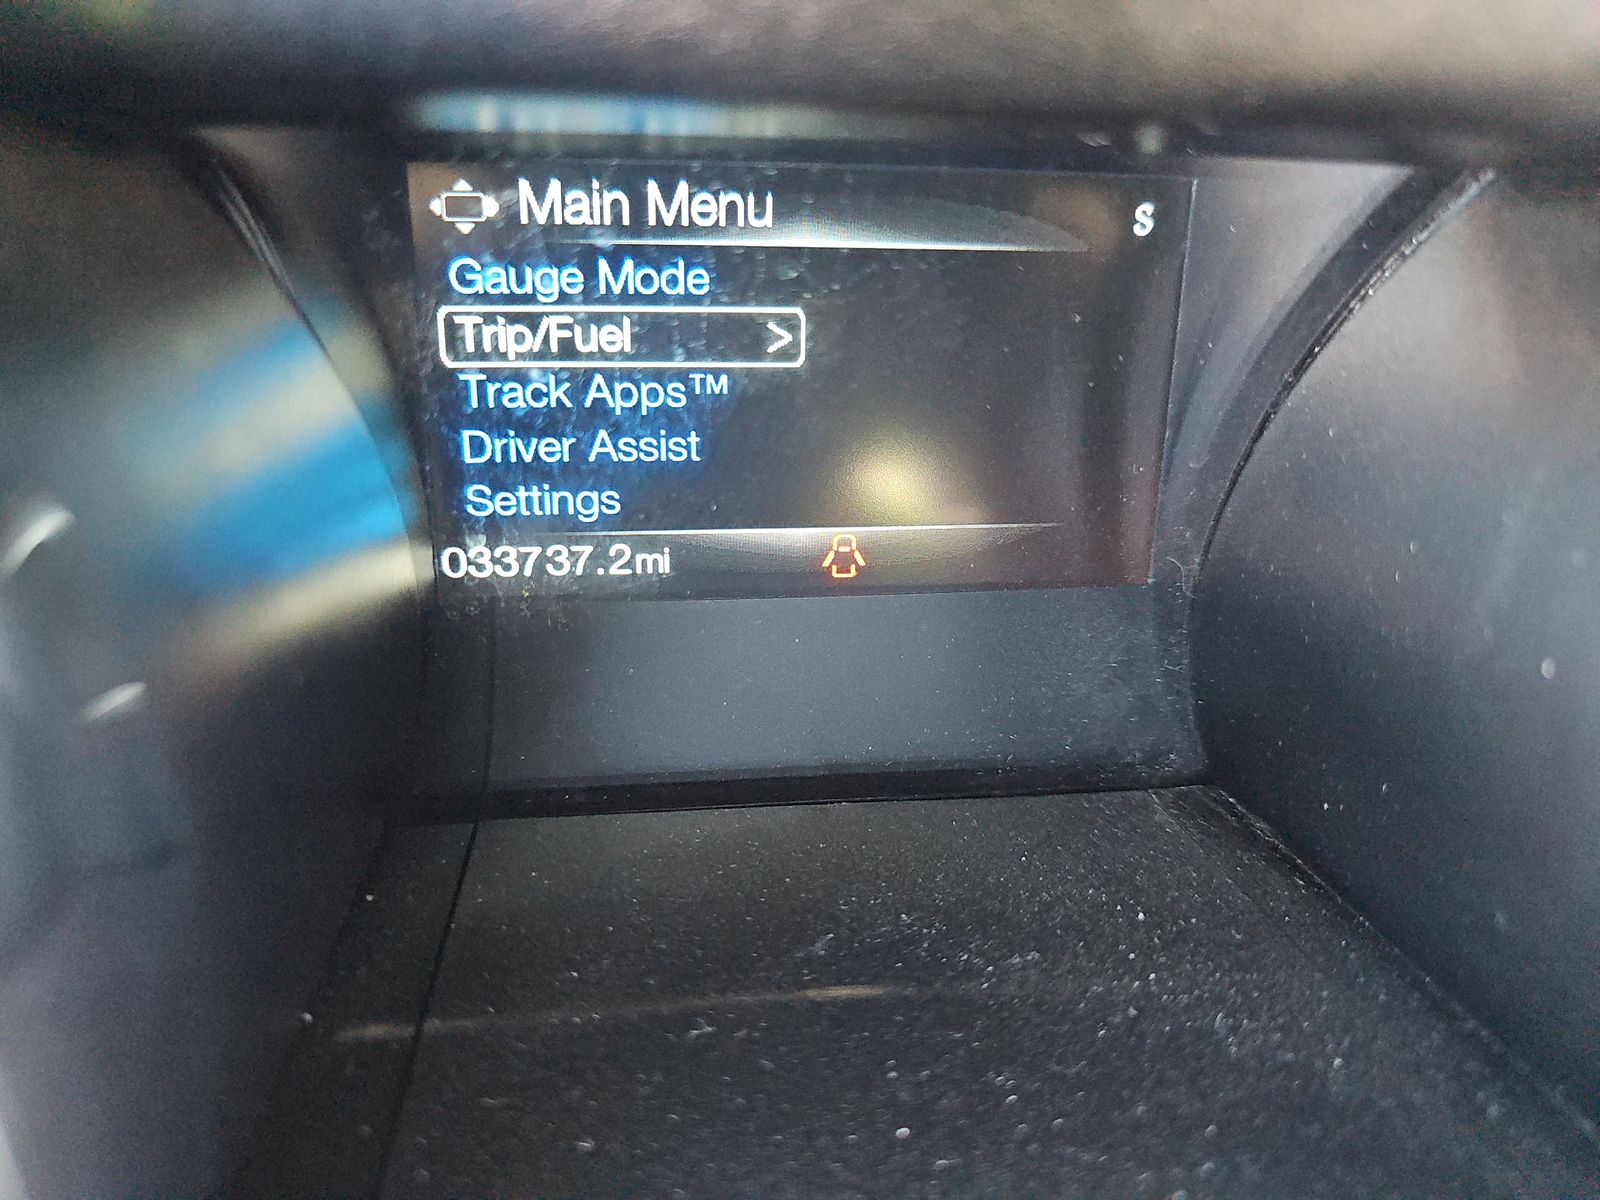 Main Menu
S
Gauge Mode
Trip/Fuel >
Track Apps™
Driver Assist
Settings
033737.2mi